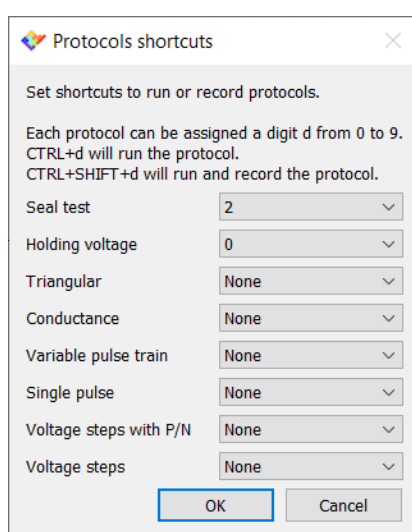 Protocols shortcuts
Set shortcuts to run or record protocols.
Each protocol can be assigned a digit d from 0 to 9.
CTRL+d will run the protocol.
CTRL+SHIFT+d will run and record the protocol.
Seal test 2
Holding voltage 0
Triangular None
Conductance None
Variable pulse train None
Single pulse None
Voltage steps with P/N None
Voltage steps None
OK Cancel